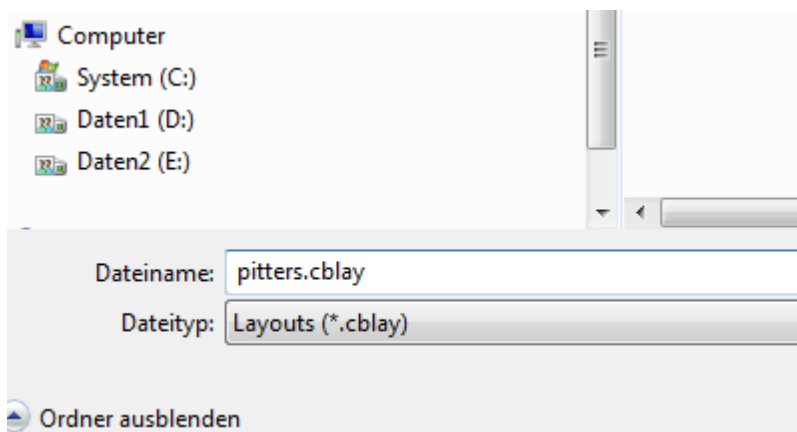 Computer
System (C:)
Daten1 (D:)
Daten2 (E:)
Dateiname: pitters.cblay
Dateityp: Layouts (*.cblay)
Ordner ausblenden